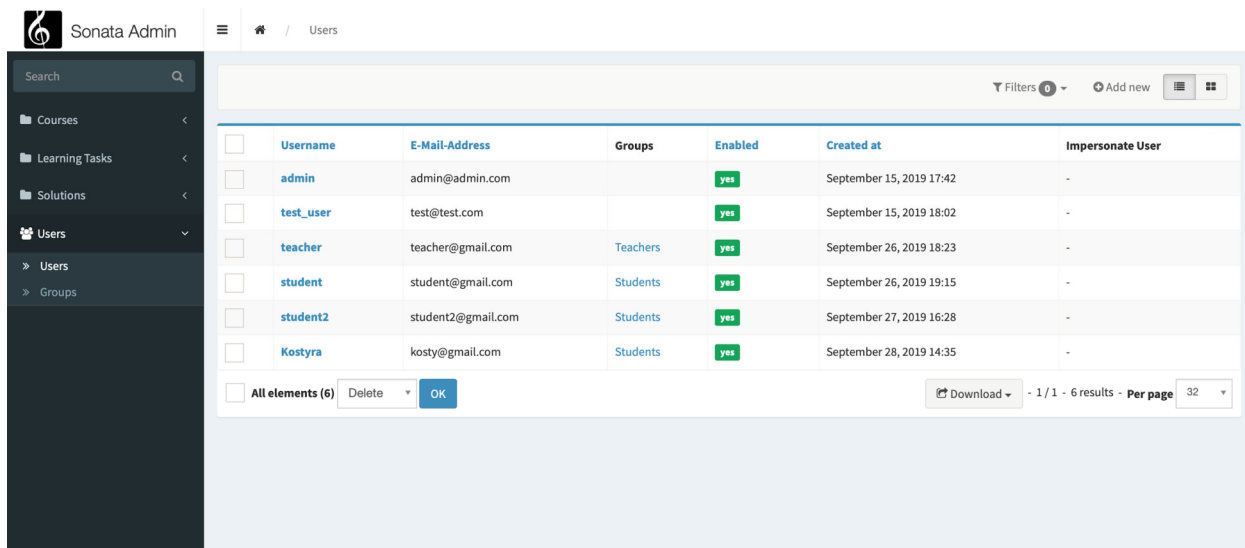 Sonata Admin
/ Users
Search
Courses
Learning Tasks
Solutions
Users
» Users
» Groups
Filters 0 Add new
Username E-Mail-Address Groups Enabled Created at Impersonate User
admin admin@admin.com yes September 15, 2019 17:42 -
test_user test@test.com yes September 15, 2019 18:02 -
teacher teacher@gmail.com Teachers yes September 26, 2019 18:23 -
student student@gmail.com Students yes September 26, 2019 19:15 -
student2 student2@gmail.com Students yes September 27, 2019 16:28 -
Kostyra kosty@gmail.com Students yes September 28, 2019 14:35 -
All elements (6) Delete OK Download - 1 / 1 - 6 results - Per page 32